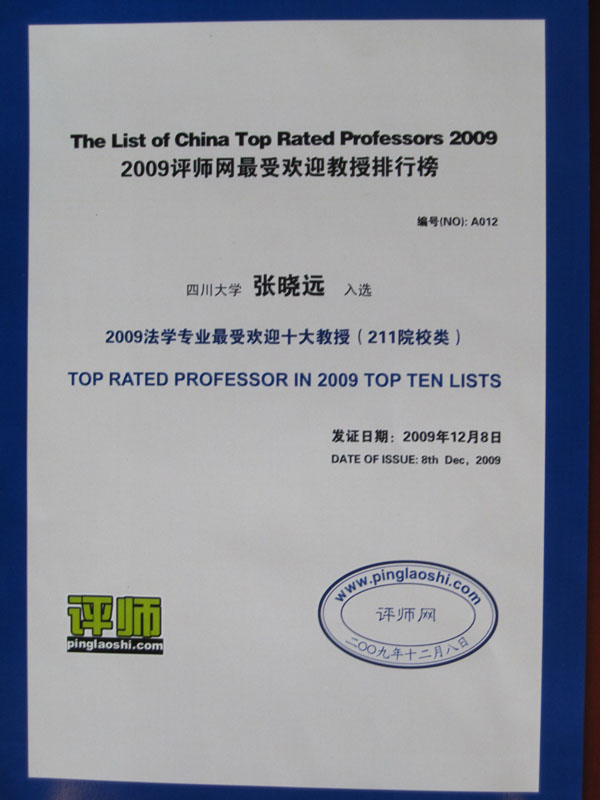 The List of China Top Rated Professors 2009
2009评师网最受欢迎教授排行榜
编号(NO): A012
四川大学 张晓远 入选
2009法学专业最受欢迎十大教授（211院校类）
TOP RATED PROFESSOR IN 2009 TOP TEN LISTS
发证日期：2009年12月8日
DATE OF ISSUE: 8th Dec, 2009
评师
pinglaoshi.com
www.pinglaoshi.com
评师网
二〇〇九年十二月八日